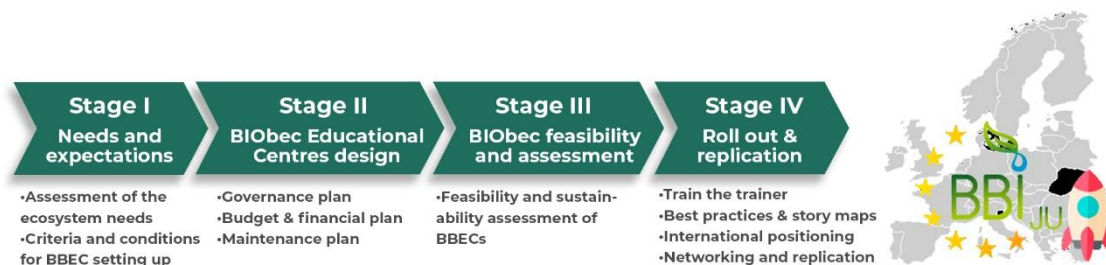 Stage I
Needs and
expectations
•Assessment of the
ecosystem needs
•Criteria and conditions
for BBEC setting up
Stage II
BIObec Educational
Centres design
•Governance plan
•Budget & financial plan
•Maintenance plan
Stage III
BIObec feasibility
and assessment
•Feasibility and sustain-
ability assessment of
BBECs
Stage IV
Roll out &
replication
•Train the trainer
•Best practices & story maps
•International positioning
•Networking and replication
BBI JU